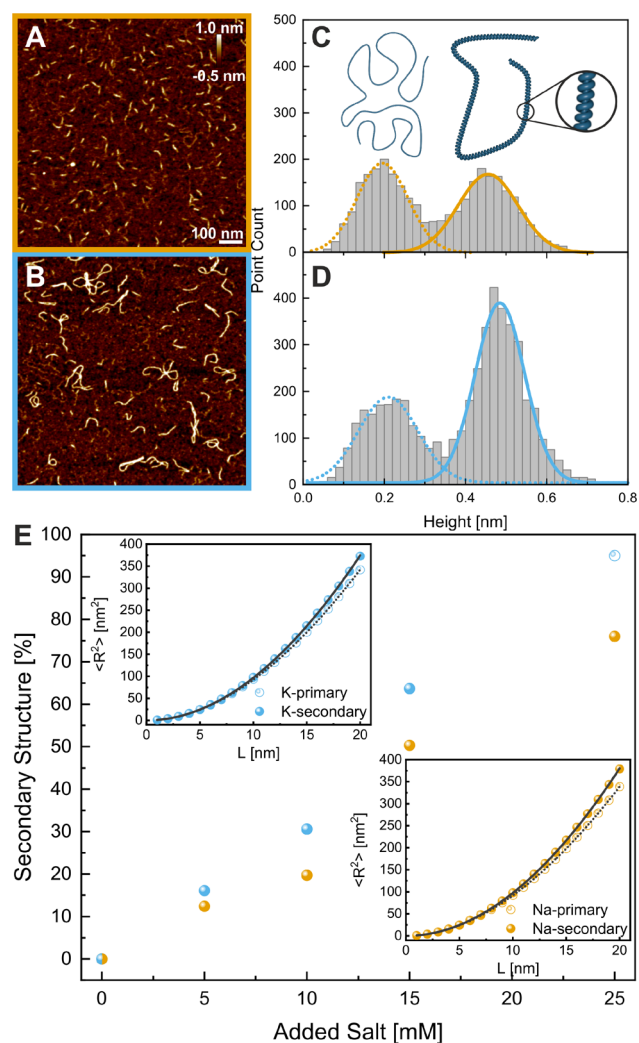 A
1.0 nm
-0.5 nm
100 nm
B
C
500
400
300
200
100
0
Point Count
D
400
300
200
100
0
0.0 0.2 0.4 0.6 0.8
Height [nm]
E
100
90
80
70
60
50
40
30
20
10
0
Secondary Structure [%]
400
350
300
250
200
150
100
50
0
<R²> [nm²]
K-primary
K-secondary
0 5 10 15 20
L [nm]
400
350
300
250
200
150
100
50
0
<R²> [nm²]
Na-primary
Na-secondary
0 5 10 15 20
L [nm]
0 5 10 15 20 25
Added Salt [mM]